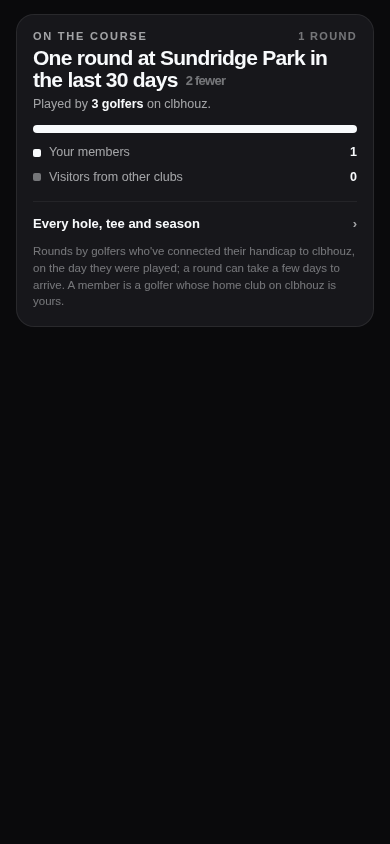 ON THE COURSE 1 ROUND
One round at Sundridge Park in
the last 30 days 2 fewer
Played by 3 golfers on clbhouz.
Your members 1
Visitors from other clubs 0
Every hole, tee and season ›
Rounds by golfers who've connected their handicap to clbhouz,
on the day they were played; a round can take a few days to
arrive. A member is a golfer whose home club on clbhouz is
yours.